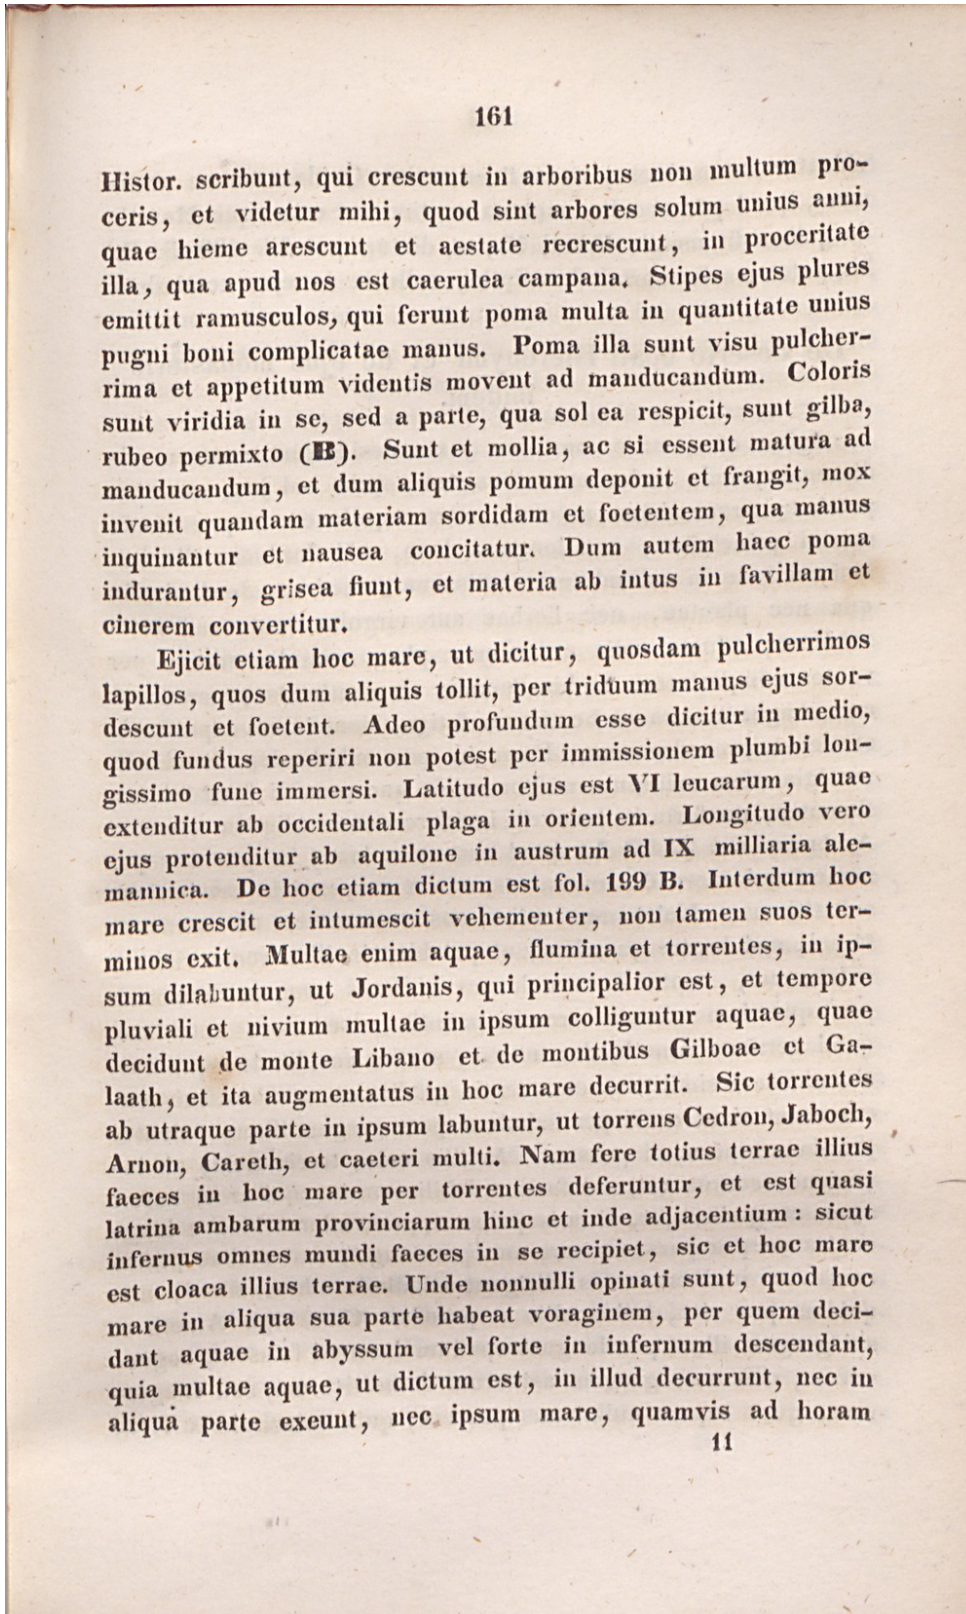 161
Histor. scribunt, qui crescunt in arboribus non multum pro-
ceris, et videtur mihi, quod sint arbores solum unius anni,
quae hieme arescunt et aestate recrescunt, in proceritate
illa, qua apud nos est caerulea campana. Stipes ejus plures
emittit ramusculos, qui ferunt poma multa in quantitate unius
pugni boni complicatae manus. Poma illa sunt visu pulcher-
rima et appetitum videntis movent ad manducandum. Coloris
sunt viridia in se, sed a parte, qua sol ea respicit, sunt gilba,
rubeo permixto (B). Sunt et mollia, ac si essent matura ad
manducandum, et dum aliquis pomum deponit et frangit, mox
invenit quandam materiam sordidam et foetentem, qua manus
inquinantur et nausea concitatur. Dum autem haec poma
indurantur, grisea fiunt, et materia ab intus in favillam et
cinerem convertitur.
Ejicit etiam hoc mare, ut dicitur, quosdam pulcherrimos
lapillos, quos dum aliquis tollit, per triduum manus ejus sor-
descunt et foetent. Adeo profundum esse dicitur in medio,
quod fundus reperiri non potest per immissionem plumbi lon-
gissimo fune immersi. Latitudo ejus est VI leucarum, quae
extenditur ab occidentali plaga in orientem. Longitudo vero
ejus protenditur ab aquilone in austrum ad IX milliaria ale-
mannica. De hoc etiam dictum est fol. 199 B. Interdum hoc
mare crescit et intumescit vehementer, non tamen suos ter-
minos exit. Multae enim aquae, flumina et torrentes, in ip-
sum dilabuntur, ut Jordanis, qui principalior est, et tempore
pluviali et nivium multae in ipsum colliguntur aquae, quae
decidunt de monte Libano et de montibus Gilboae et Ga-
laath, et ita augmentatus in hoc mare decurrit. Sic torrentes
ab utraque parte in ipsum labuntur, ut torrens Cedron, Jaboch,
Arnon, Careth, et caeteri multi. Nam fere totius terrae illius
faeces in hoc mare per torrentes deferuntur, et est quasi
latrina ambarum provinciarum hinc et inde adjacentium : sicut
infernus omnes mundi faeces in se recipiet, sic et hoc mare
est cloaca illius terrae. Unde nonnulli opinati sunt, quod hoc
mare in aliqua sua parte habeat voraginem, per quem deci-
dant aquae in abyssum vel forte in infernum descendant,
quia multae aquae, ut dictum est, in illud decurrunt, nec in
aliqua parte exeunt, nec ipsum mare, quamvis ad horam
11